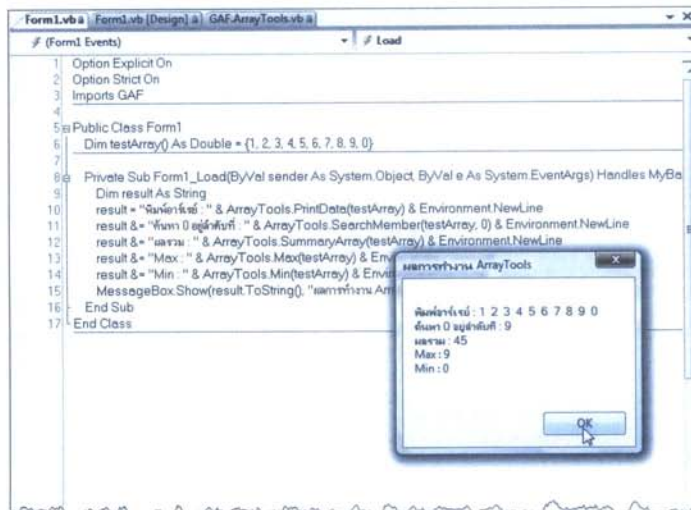 Form1.vb Form1.vb [Design] GAF.ArrayTools.vb
(Form1 Events) Load
1 Option Explicit On
2 Option Strict On
3 Imports GAF
4
5 Public Class Form1
6 Dim testArray() As Double = {1, 2, 3, 4, 5, 6, 7, 8, 9, 0}
7
8 Private Sub Form1_Load(ByVal sender As System.Object, ByVal e As System.EventArgs) Handles MyBa
9 Dim result As String
10 result = "พิมพ์อาร์เรย์ : " & ArrayTools.PrintData(testArray) & Environment.NewLine
11 result &= "ค้นหา 0 อยู่ลำดับที่ : " & ArrayTools.SearchMember(testArray, 0) & Environment.NewLine
12 result &= "ผลรวม : " & ArrayTools.SummaryArray(testArray) & Environment.NewLine
13 result &= "Max : " & ArrayTools.Max(testArray) & Env
14 result &= "Min : " & ArrayTools.Min(testArray) & Envir
15 MessageBox.Show(result.ToString(), "ผลการทำงาน Arr
16 End Sub
17 End Class
ผลการทำงาน ArrayTools
พิมพ์อาร์เรย์ : 1 2 3 4 5 6 7 8 9 0
ค้นหา 0 อยู่ลำดับที่ : 9
ผลรวม : 45
Max : 9
Min : 0
OK